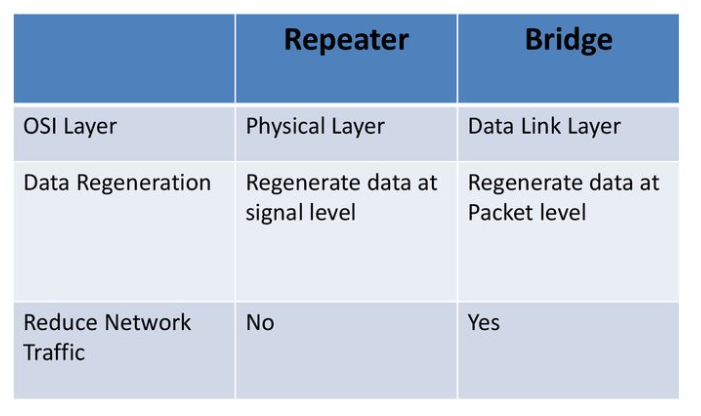 Repeater Bridge
OSI Layer Physical Layer Data Link Layer
Data Regeneration Regenerate data at Regenerate data at
signal level Packet level
Reduce Network No Yes
Traffic